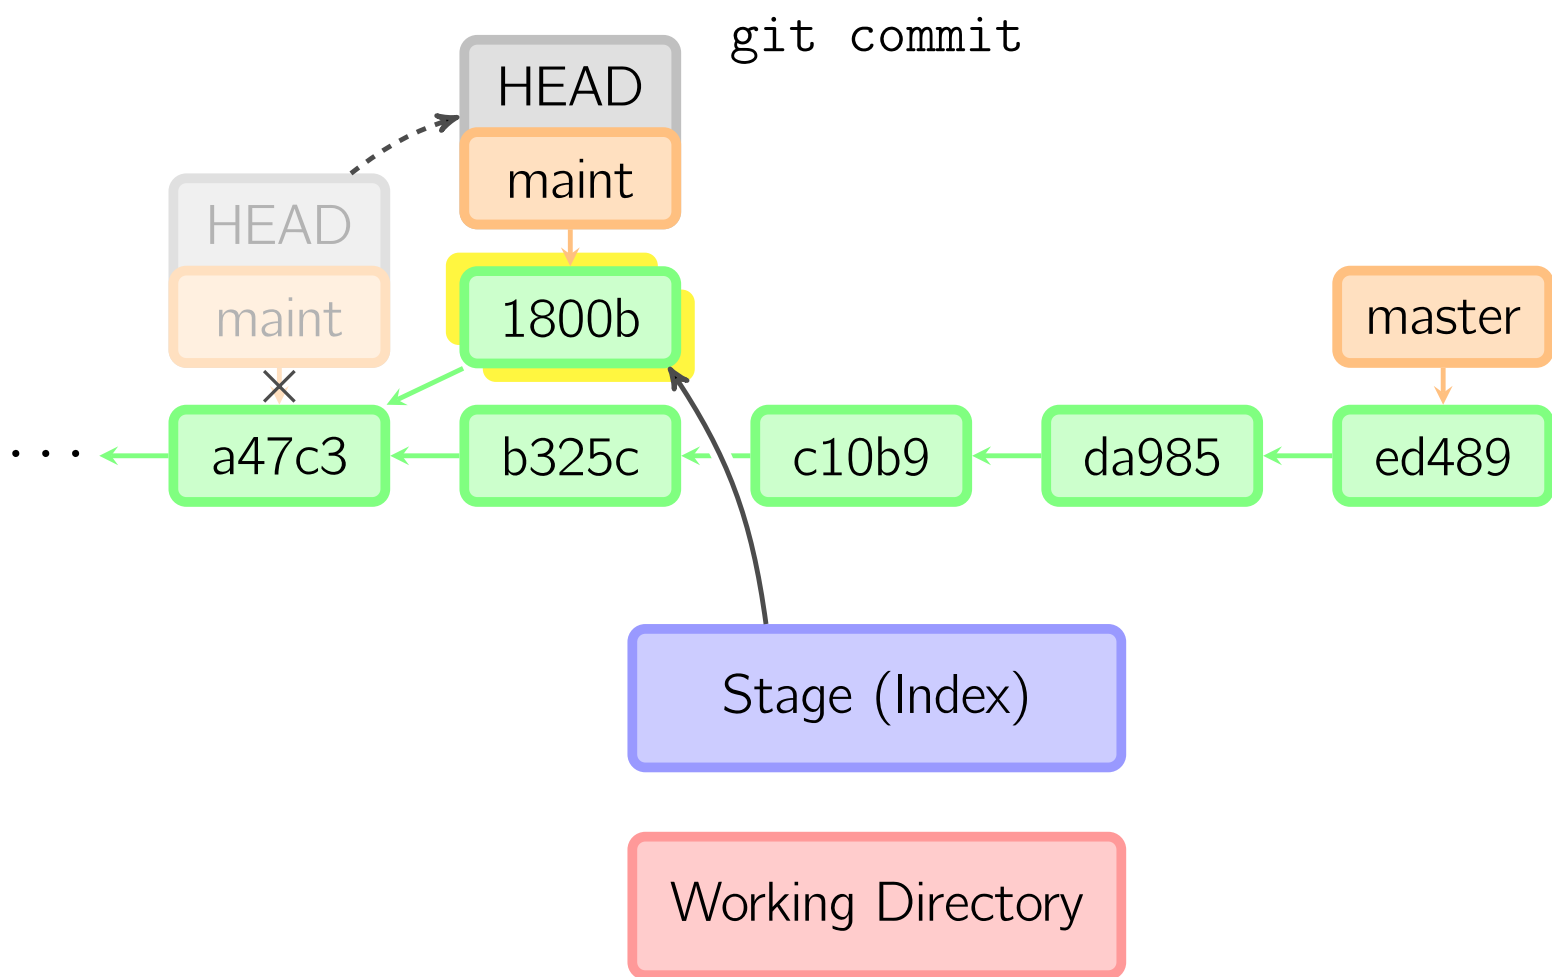 git commit
HEAD
maint
HEAD
maint
1800b
master
... a47c3 b325c c10b9 da985 ed489
Stage (Index)
Working Directory